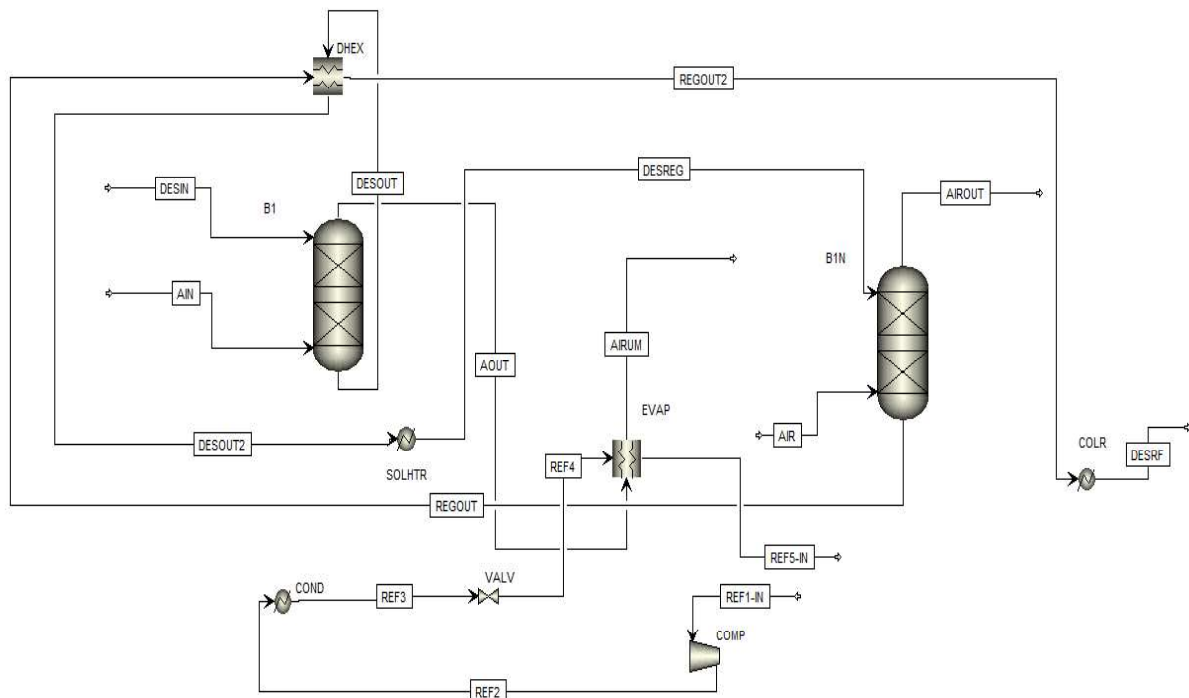 DHEX
REGOUT2
DESIN
DESOUT
DESREG
AIROUT
B1
B1N
AIN
AIRUM
AOUT
EVAP
AIR
DESOUT2
SOLHTR
REF4
COLR
DESRF
REGOUT
REF5-IN
COND
REF3
VALV
REF1-IN
COMP
REF2